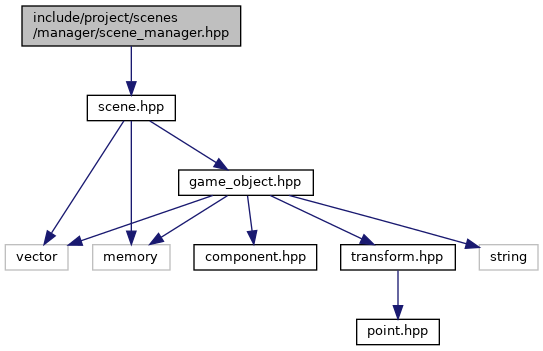 include/project/scenes
/manager/scene_manager.hpp
scene.hpp
game_object.hpp
vector
memory
component.hpp
transform.hpp
string
point.hpp